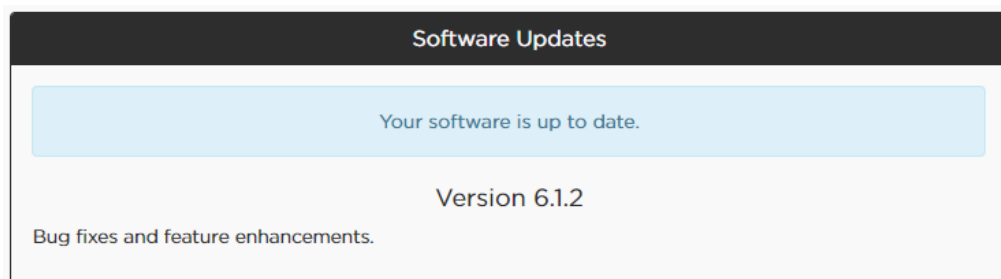 Software Updates
Your software is up to date.
Version 6.1.2
Bug fixes and feature enhancements.